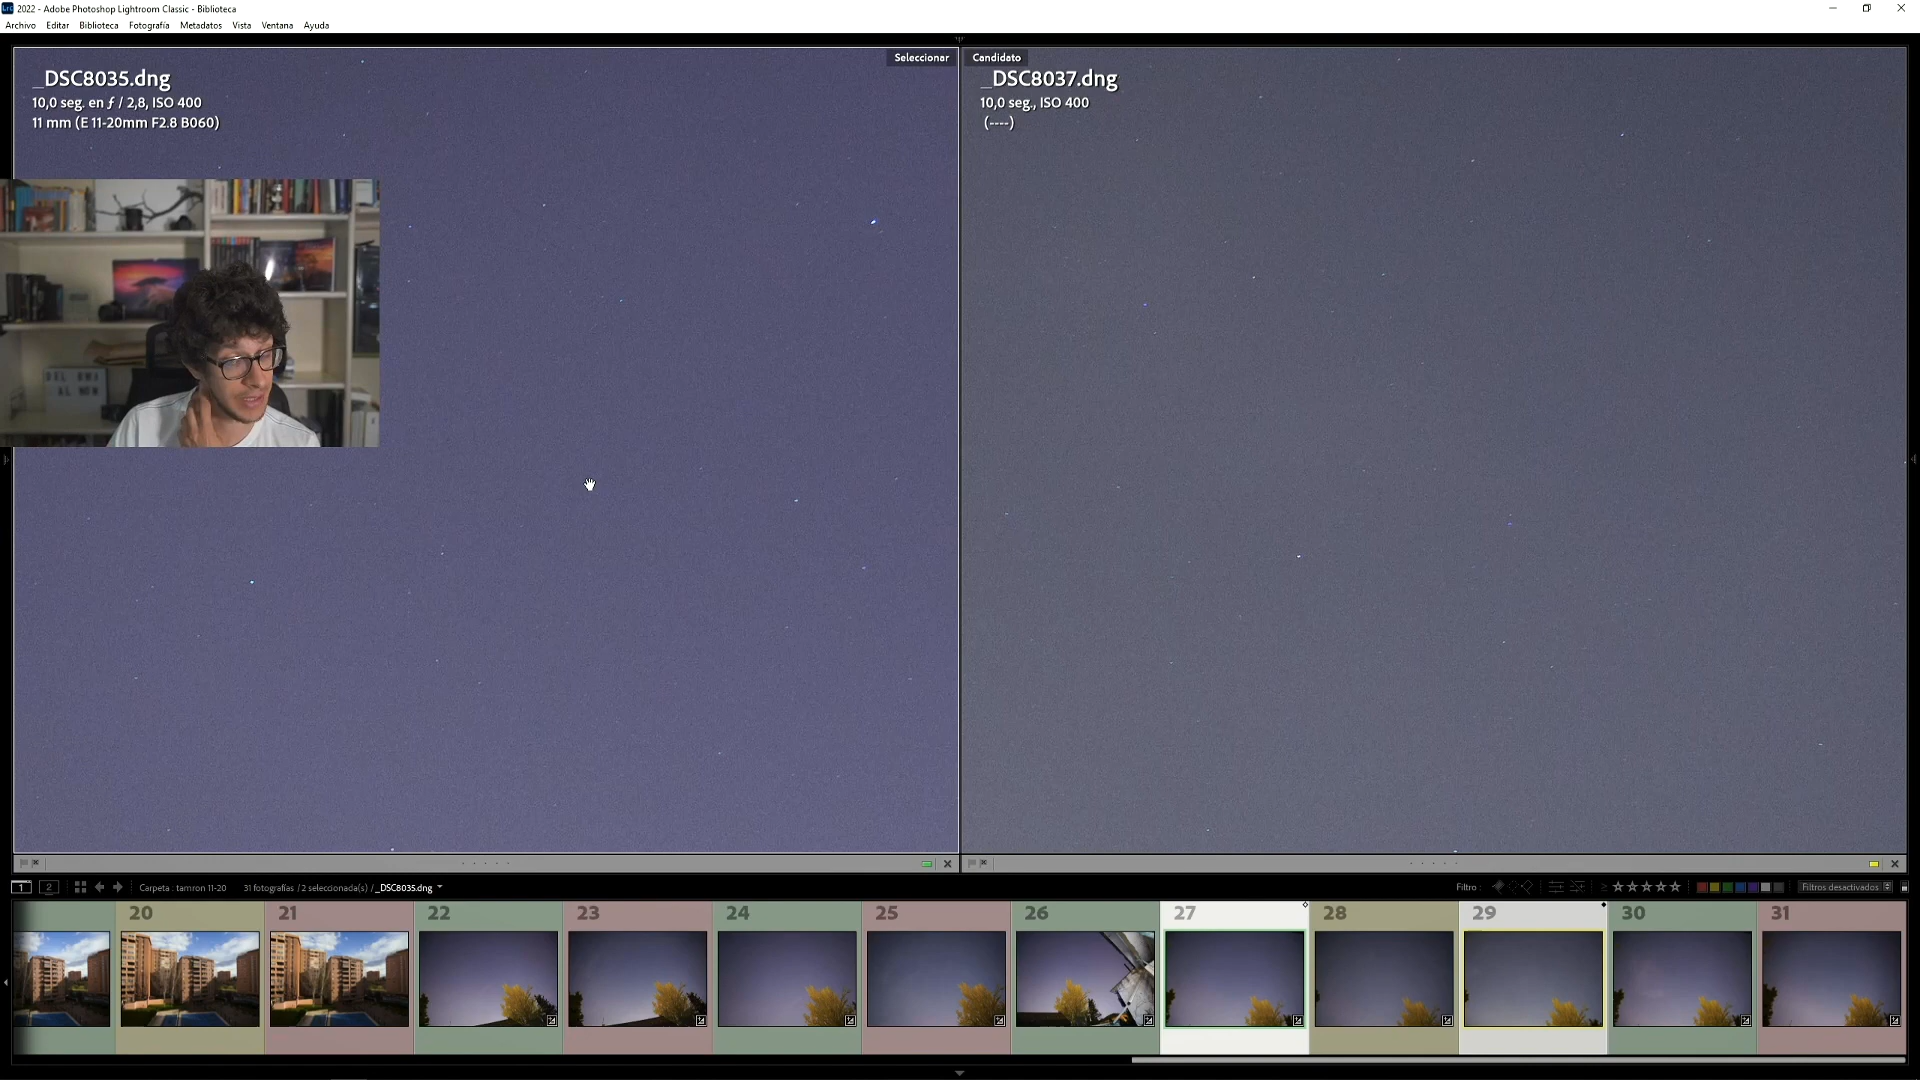 2022 - Adobe Photoshop Lightroom Classic - Biblioteca
Archivo Editar Biblioteca Fotografía Metadatos Vista Ventana Ayuda
Seleccionar
_DSC8035.dng
10,0 seg. en ƒ / 2,8, ISO 400
11 mm (E 11-20mm F2.8 B060)
Candidato
_DSC8037.dng
10,0 seg., ISO 400
(----)
1 2 Carpeta : tamron 11-20 31 fotografías / 2 seleccionada(s) / _DSC8035.dng Filtro : Filtros desactivados
20 21 22 23 24 25 26 27 28 29 30 31